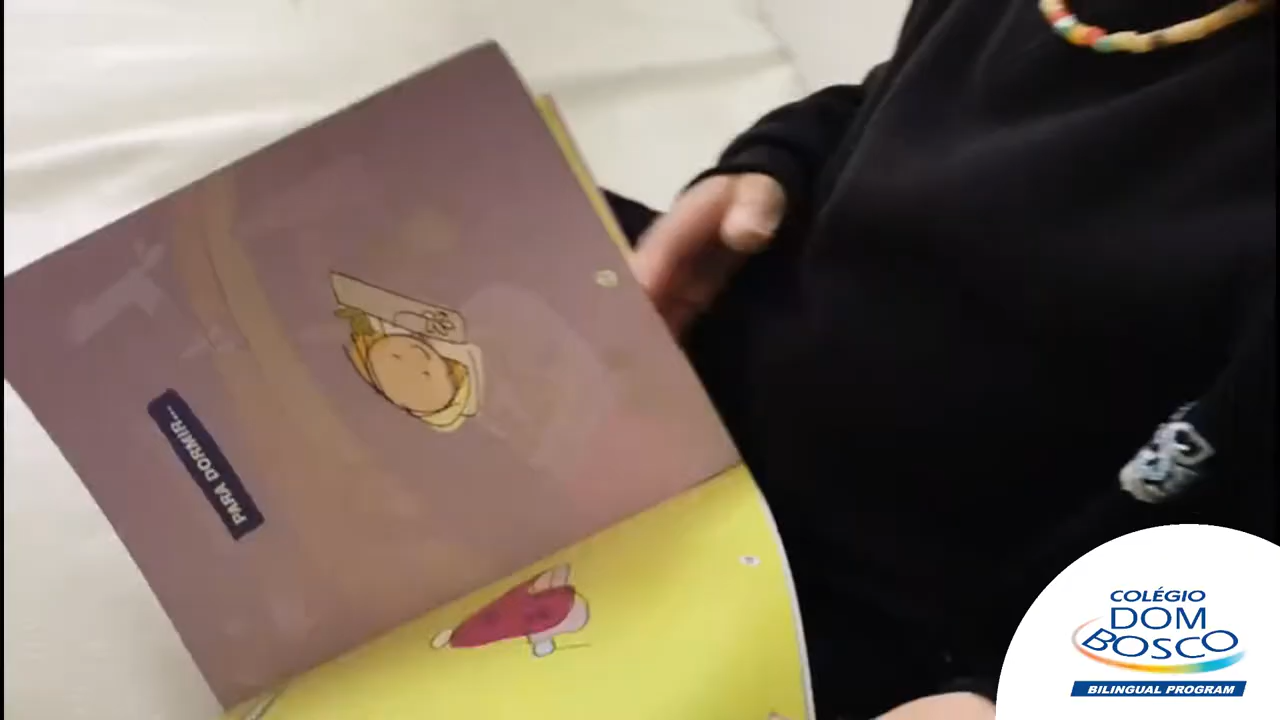 PARA DORMIR...
COLÉGIO
DOM
BOSCO
BILINGUAL PROGRAM